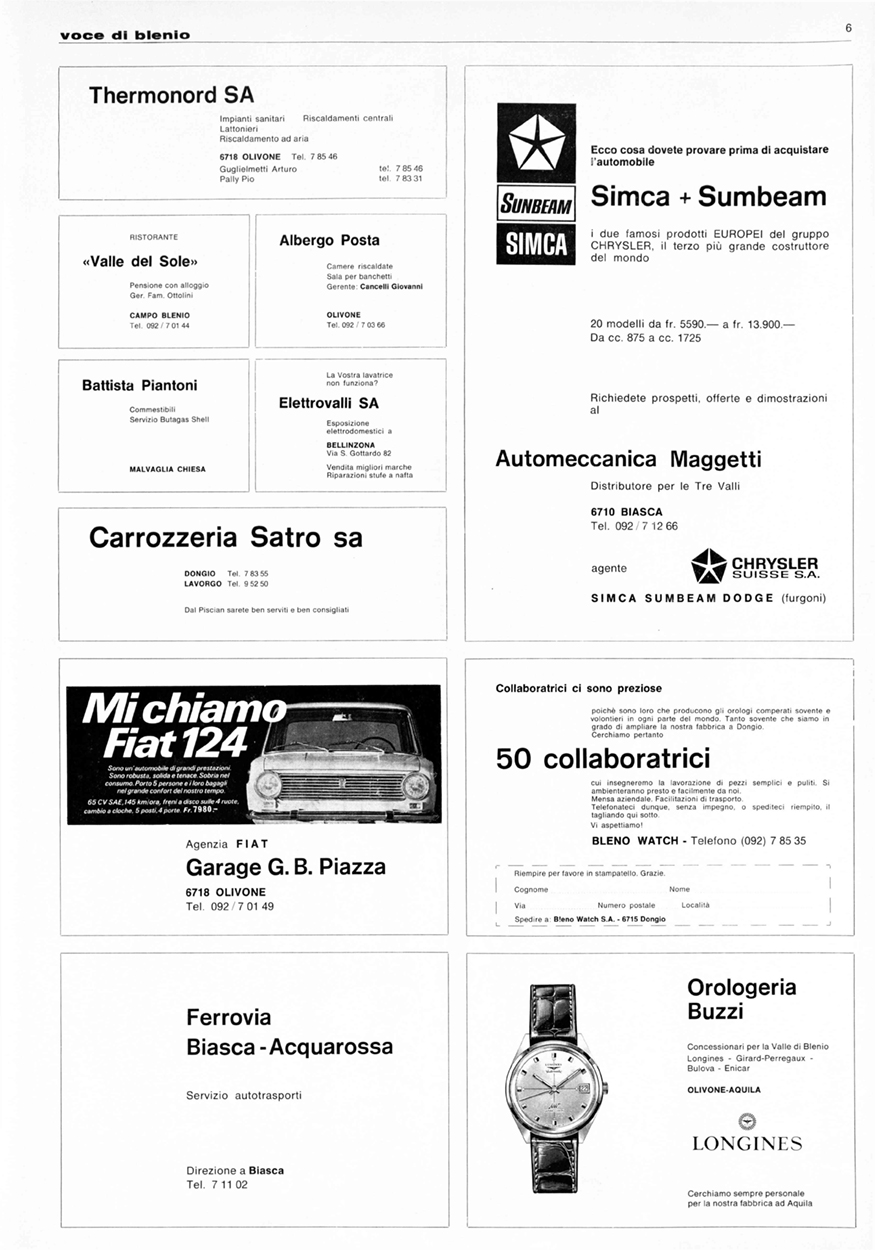 voce di blenio
6
Thermonord SA
Impianti sanitari Riscaldamenti centrali
Lattonieri
Riscaldamento ad aria
6718 OLIVONE Tel. 7 85 46
Guglielmetti Arturo tel. 7 85 46
Pally Pio tel. 7 83 31
RISTORANTE
«Valle del Sole»
Pensione con alloggio
Ger. Fam. Ottolini
CAMPO BLENIO
Tel. 092 / 7 01 44
Albergo Posta
Camere riscaldate
Sala per banchetti
Gerente: Cancelli Giovanni
OLIVONE
Tel. 092 / 7 03 66
Battista Piantoni
Commestibili
Servizio Butagas Shell
MALVAGLIA CHIESA
La Vostra lavatrice
non funziona?
Elettrovalli SA
Esposizione
elettrodomestici a
BELLINZONA
Via S. Gottardo 82
Vendita migliori marche
Riparazioni stufe a nafta
Carrozzeria Satro sa
DONGIO Tel. 7 83 55
LAVORGO Tel. 9 52 50
Dal Piscian sarete ben serviti e ben consigliati
SUNBEAM
SIMCA
Ecco cosa dovete provare prima di acquistare
l'automobile
Simca + Sumbeam
i due famosi prodotti EUROPEI del gruppo
CHRYSLER, il terzo più grande costruttore
del mondo
20 modelli da fr. 5590.— a fr. 13.900.—
Da cc. 875 a cc. 1725
Richiedete prospetti, offerte e dimostrazioni
al
Automeccanica Maggetti
Distributore per le Tre Valli
6710 BIASCA
Tel. 092 / 7 12 66
agente
CHRYSLER
SUISSE S.A.
SIMCA SUMBEAM DODGE (furgoni)
Mi chiamo
Fiat 124
Sono un'automobile di grandi prestazioni.
Sono robusta, solida e tenace. Sobria nel
consumo. Porto 5 persone e i loro bagagli
nel grande confort del nostro tempo.
65 CV SAE, 145 km/ora, freni a disco sulle 4 ruote,
cambio a cloche, 5 posti, 4 porte. Fr. 7980.–
Agenzia FIAT
Garage G. B. Piazza
6718 OLIVONE
Tel. 092 / 7 01 49
Collaboratrici ci sono preziose
poichè sono loro che producono gli orologi comperati sovente e
volontieri in ogni parte del mondo. Tanto sovente che siamo in
grado di ampliare la nostra fabbrica a Dongio.
Cerchiamo pertanto
50 collaboratrici
cui insegneremo la lavorazione di pezzi semplici e puliti. Si
ambienteranno presto e facilmente da noi.
Mensa aziendale. Facilitazioni di trasporto.
Telefonateci dunque, senza impegno, o spediteci riempito, il
tagliando qui sotto.
Vi aspettiamo!
BLENO WATCH - Telefono (092) 7 85 35
Riempire per favore in stampatello. Grazie.
Cognome Nome
Via Numero postale Località
Spedire a: Bleno Watch S.A. - 6715 Dongio
Ferrovia
Biasca - Acquarossa
Servizio autotrasporti
Direzione a Biasca
Tel. 7 11 02
Orologeria
Buzzi
Concessionari per la Valle di Blenio
Longines - Girard-Perregaux -
Bulova - Enicar
OLIVONE-AQUILA
LONGINES
Cerchiamo sempre personale
per la nostra fabbrica ad Aquila